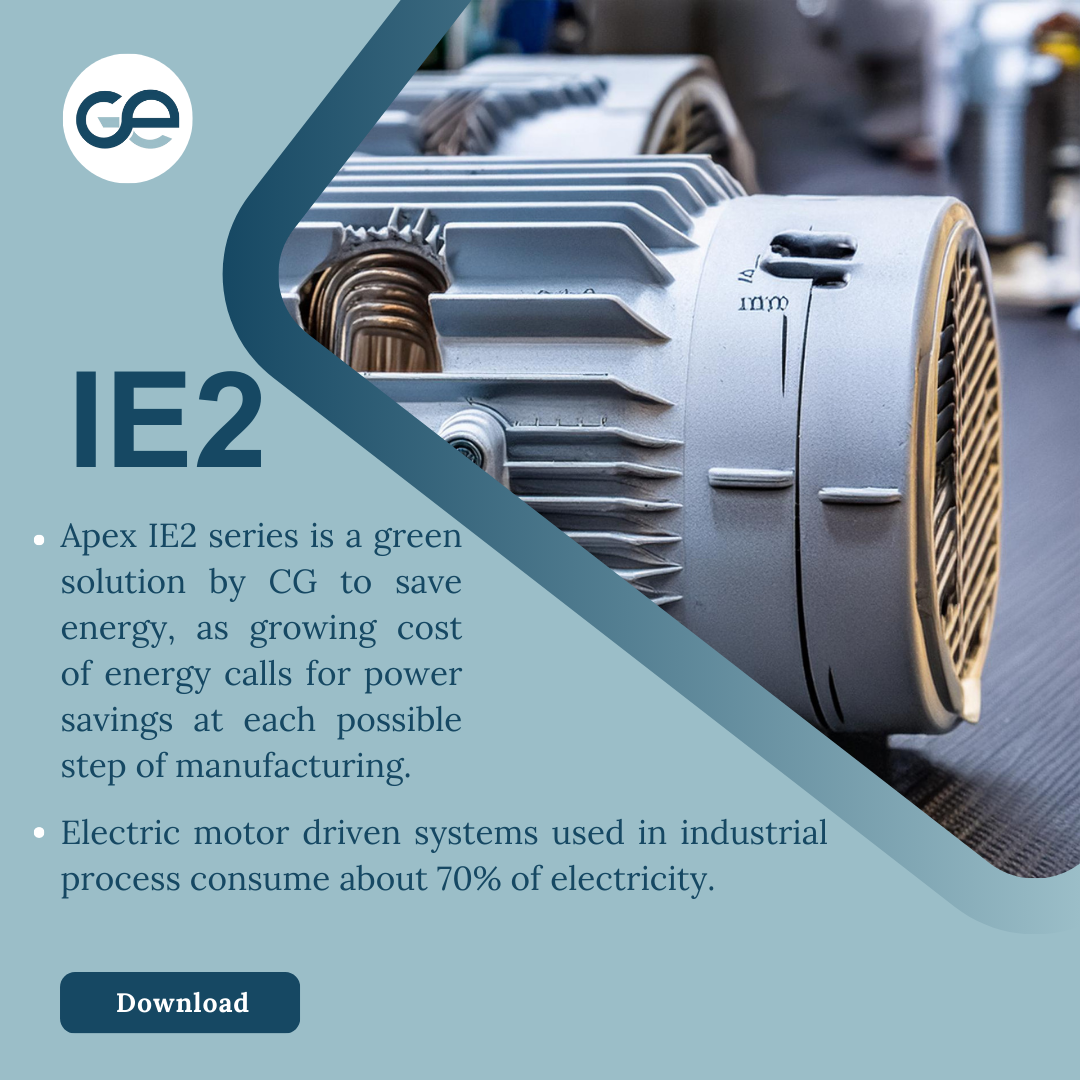 IE2
Apex IE2 series is a green
solution by CG to save
energy, as growing cost
of energy calls for power
savings at each possible
step of manufacturing.
Electric motor driven systems used in industrial
process consume about 70% of electricity.
Download